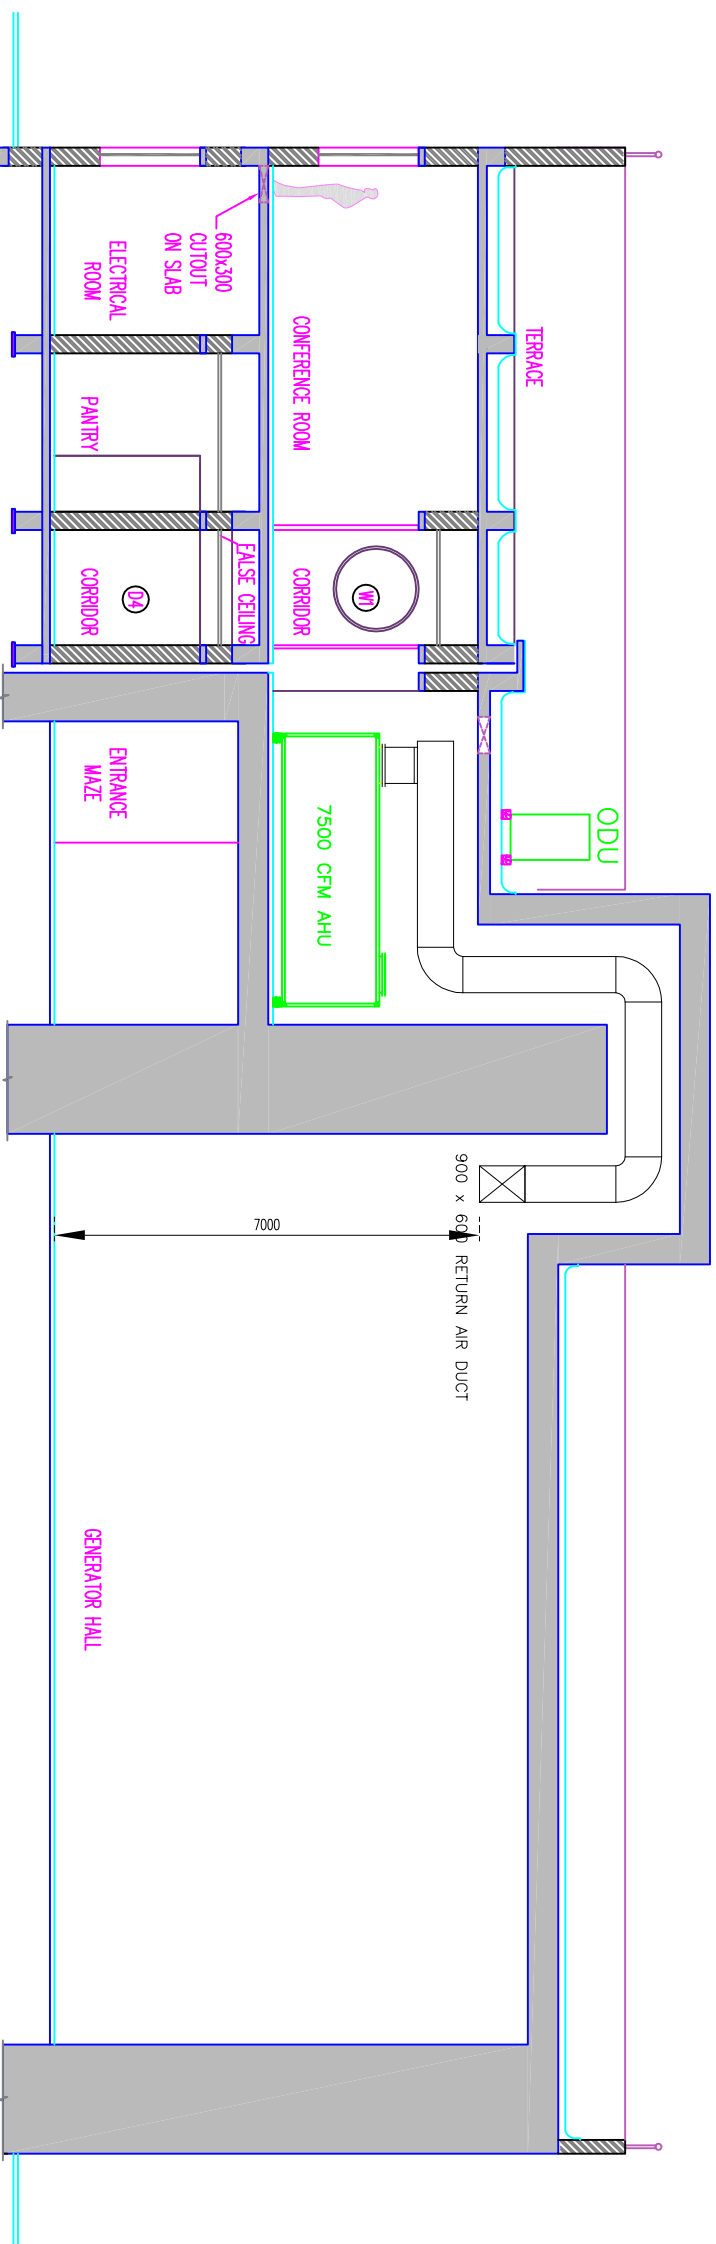 ODU
TERRACE
CONFERENCE ROOM
CORRIDOR
W1
7500 CFM AHU
600x300
CUTOUT
ON SLAB
FALSE CEILING
ELECTRICAL
ROOM
PANTRY
CORRIDOR
D4
ENTRANCE
MAZE
900 x 600 RETURN AIR DUCT
7000
GENERATOR HALL